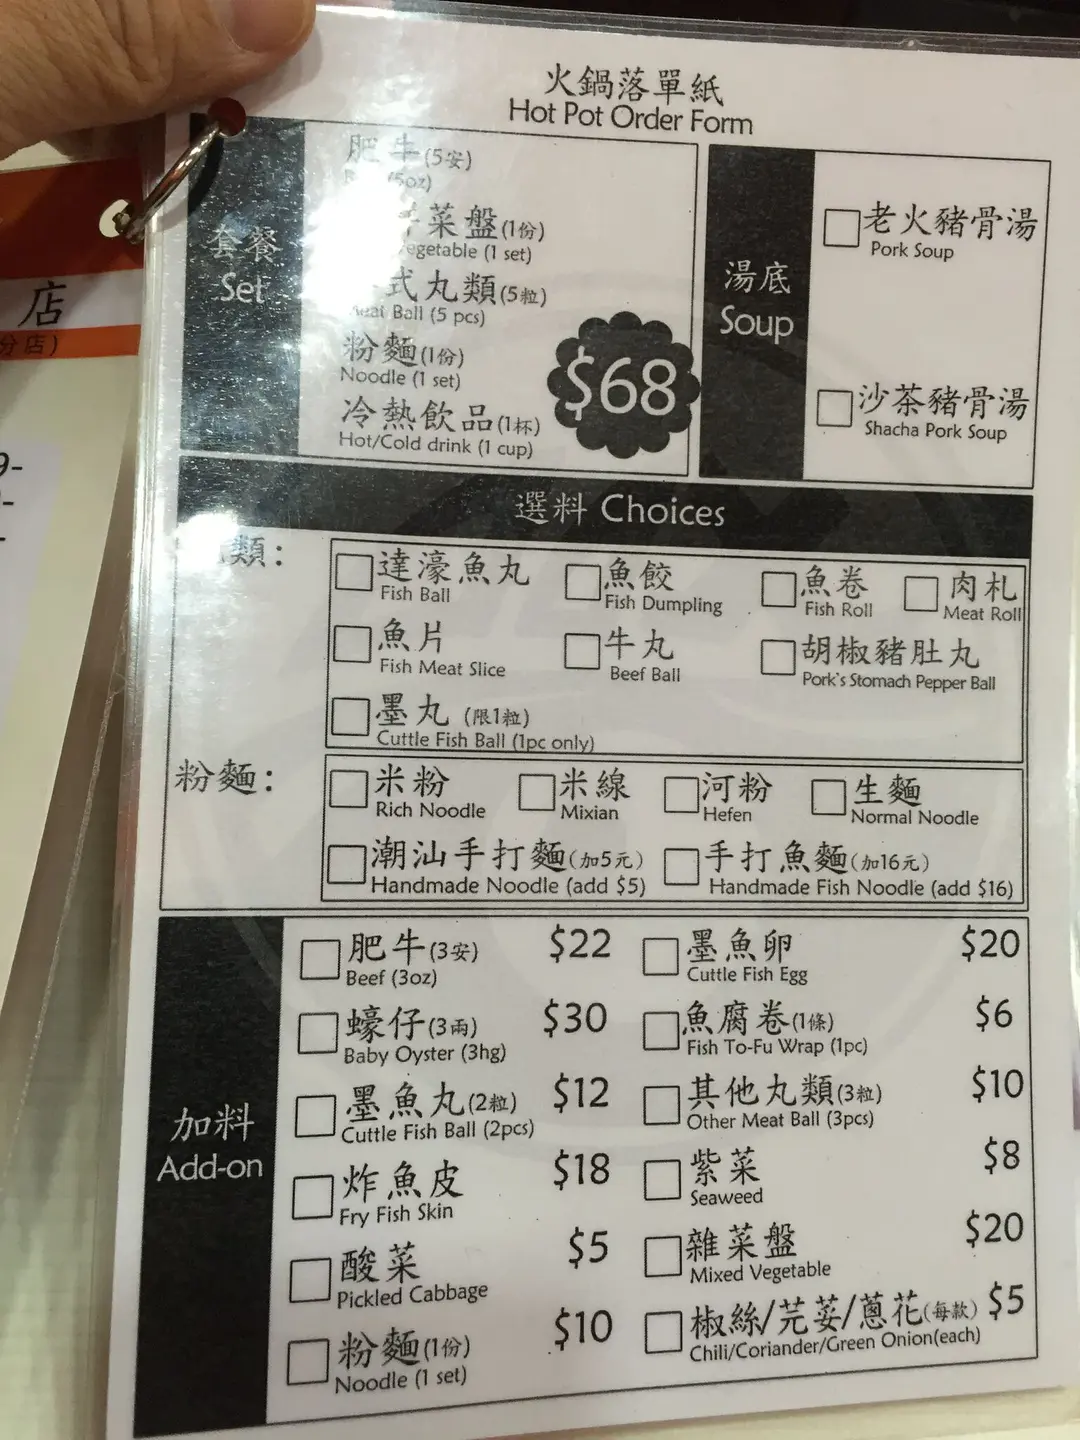 火鍋落單紙
Hot Pot Order Form
套餐
Set
肥牛(5安)
(5oz)
菜盤(1份)
Vegetable (1 set)
式丸類(5粒)
Meat Ball (5 pcs)
粉麵(1份)
Noodle (1 set)
冷熱飲品(1杯)
Hot/Cold drink (1 cup)
$68
湯底
Soup
老火豬骨湯
Pork Soup
沙茶豬骨湯
Shacha Pork Soup
選料 Choices
類：
達濠魚丸 魚餃 魚卷 肉札
Fish Ball Fish Dumpling Fish Roll Meat Roll
魚片 牛丸 胡椒豬肚丸
Fish Meat Slice Beef Ball Pork's Stomach Pepper Ball
墨丸 (限1粒)
Cuttle Fish Ball (1pc only)
粉麵：
米粉 米線 河粉 生麵
Rich Noodle Mixian Hefen Normal Noodle
潮汕手打麵(加5元) 手打魚麵(加16元)
Handmade Noodle (add $5) Handmade Fish Noodle (add $16)
加料
Add-on
肥牛(3安) $22 墨魚卵 $20
Beef (3oz) Cuttle Fish Egg
蠔仔(3兩) $30 魚腐卷(1條) $6
Baby Oyster (3hg) Fish To-Fu Wrap (1pc)
墨魚丸(2粒) $12 其他丸類(3粒) $10
Cuttle Fish Ball (2pcs) Other Meat Ball (3pcs)
炸魚皮 $18 紫菜 $8
Fry Fish Skin Seaweed
酸菜 $5 雜菜盤 $20
Pickled Cabbage Mixed Vegetable
粉麵(1份) $10 椒絲/芫荽/蔥花(每款) $5
Noodle (1 set) Chili/Coriander/Green Onion(each)
店
分店)
9-